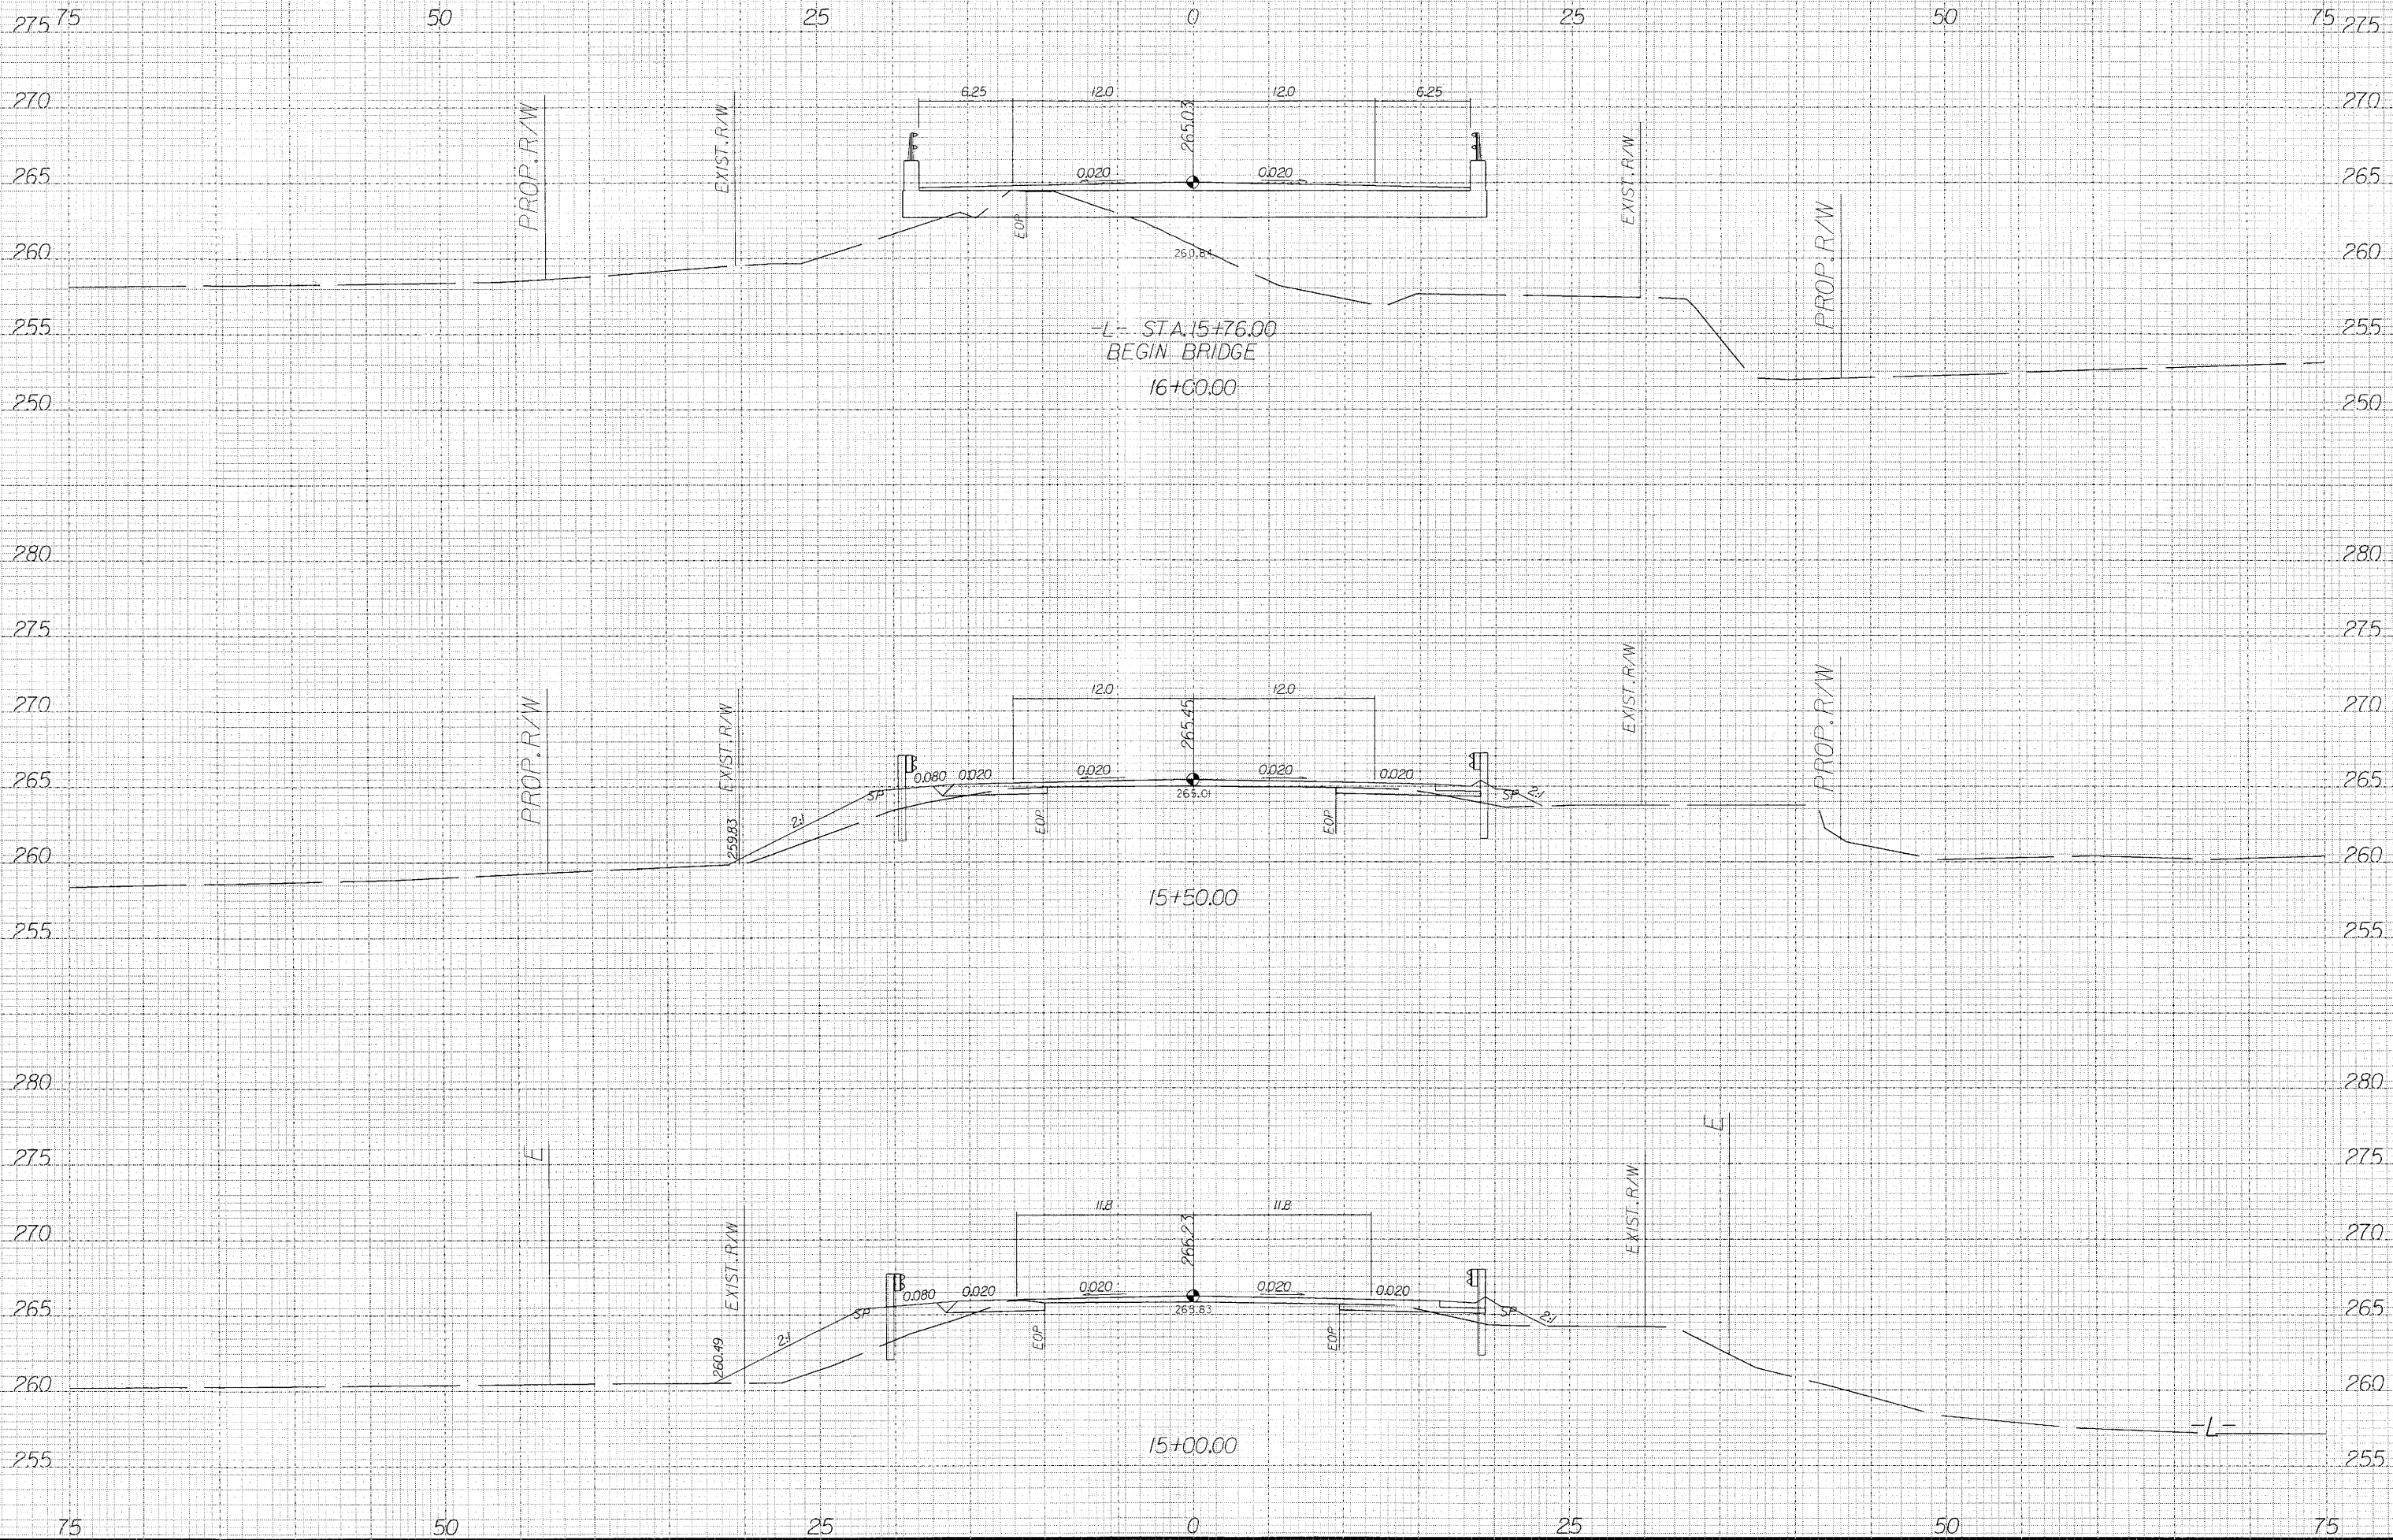 75 50 25 0 25 50 75
275 275
270 270
6.25 12.0 12.0 6.25
PROP. R/W
EXIST. R/W
265.03
EXIST. R/W
PROP. R/W
265 0.020 0.020 265
EOP
260 260.84 260
255 255
-L- STA. 15+76.00
BEGIN BRIDGE
16+00.00
250 250
280 280
275 275
270 270
12.0 12.0
PROP. R/W
EXIST. R/W
265.45
EXIST. R/W
PROP. R/W
265 0.080 0.020 0.020 0.020 0.020 265
SP 265.01 SP 2:1
2:1
259.83
EOP EOP
260 260
15+50.00
255 255
280 280
E
E
275 275
270 270
11.8 11.8
EXIST. R/W
266.23
EXIST. R/W
0.080 0.020 0.020 0.020 0.020
265 SP 265.83 SP 2:1 265
2:1
260.49
EOP EOP
260 260
-L-
15+00.00
255 255
75 50 25 0 25 50 75